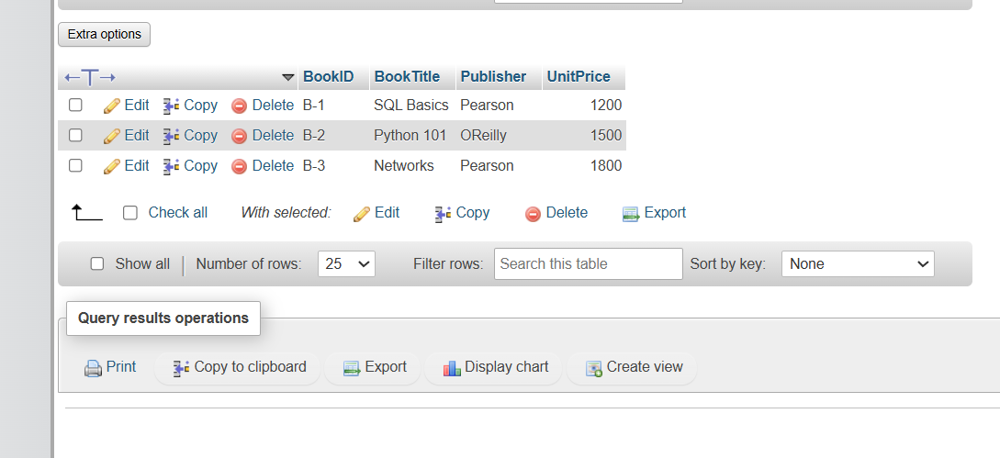 Extra options
BookID BookTitle Publisher UnitPrice
Edit Copy Delete B-1 SQL Basics Pearson 1200
Edit Copy Delete B-2 Python 101 OReilly 1500
Edit Copy Delete B-3 Networks Pearson 1800
Check all With selected: Edit Copy Delete Export
Show all Number of rows: 25 Filter rows: Search this table Sort by key: None
Query results operations
Print Copy to clipboard Export Display chart Create view